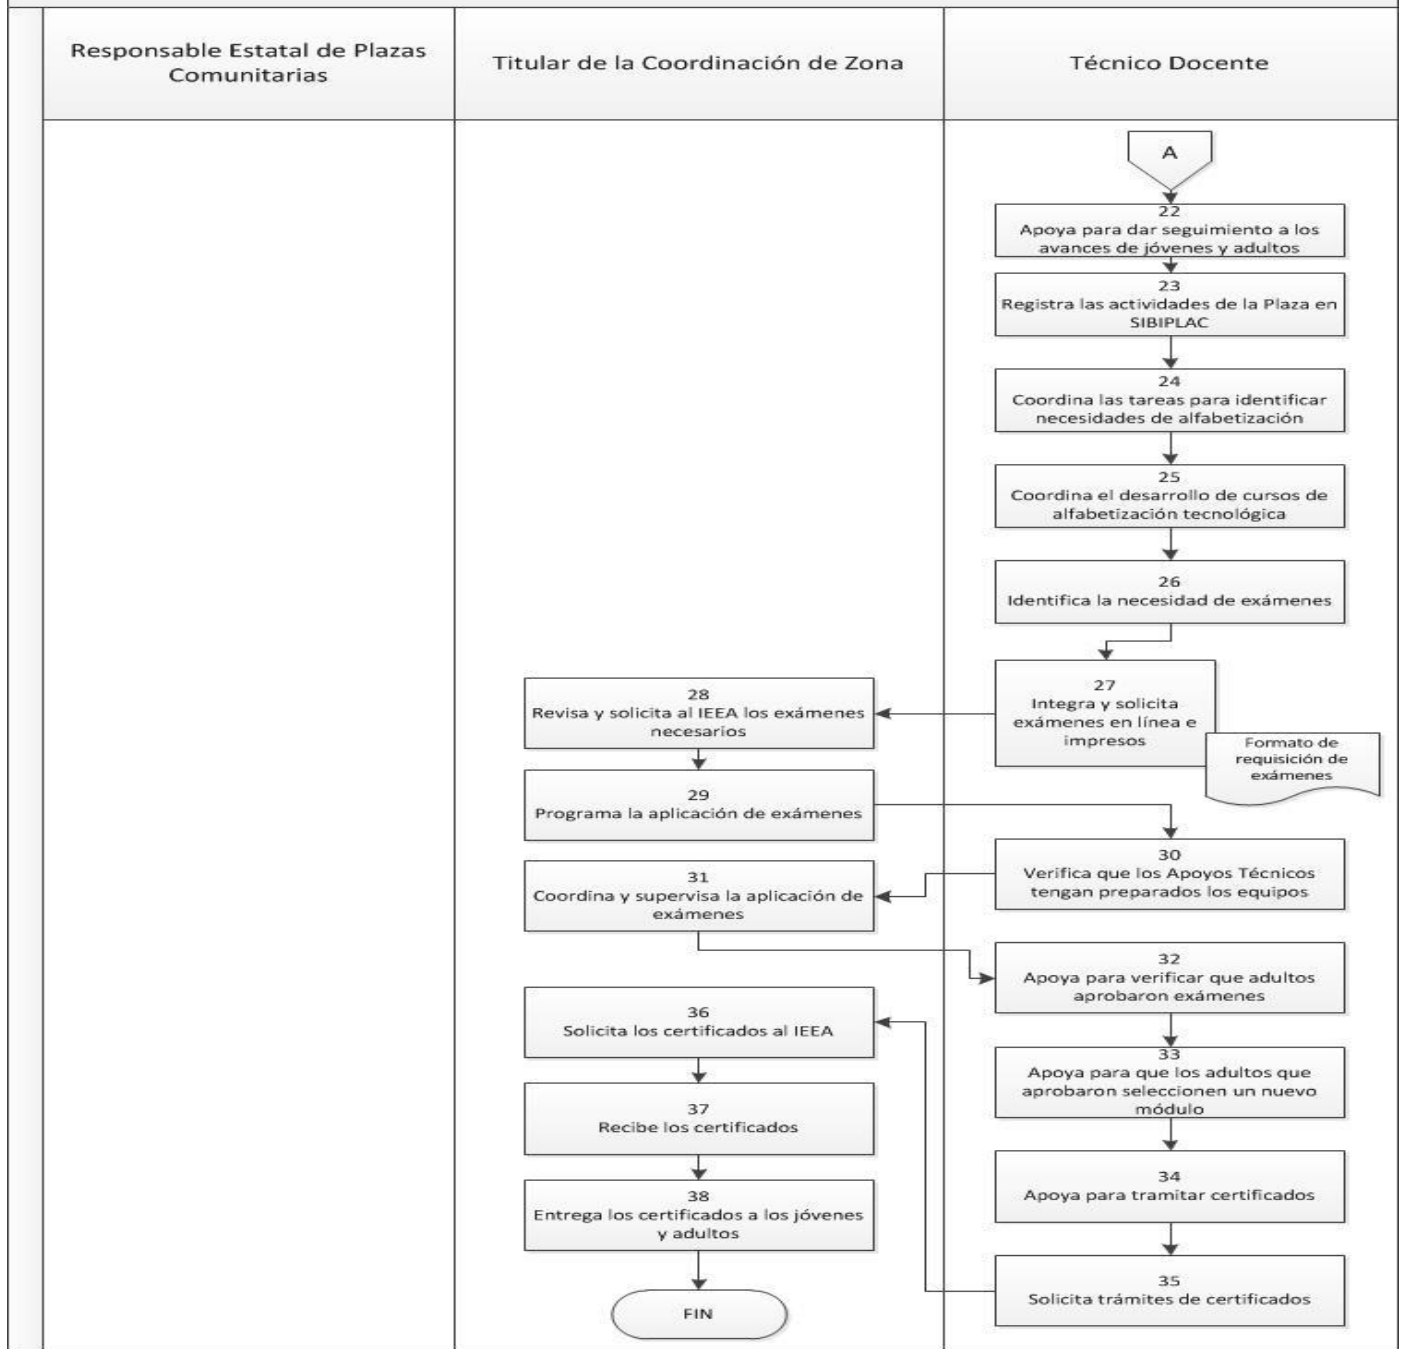 Responsable Estatal de Plazas
Comunitarias
Titular de la Coordinación de Zona
Técnico Docente
A
22
Apoya para dar seguimiento a los
avances de jóvenes y adultos
23
Registra las actividades de la Plaza en
SIBIPLAC
24
Coordina las tareas para identificar
necesidades de alfabetización
25
Coordina el desarrollo de cursos de
alfabetización tecnológica
26
Identifica la necesidad de exámenes
27
Integra y solicita
exámenes en línea e
impresos
Formato de
requisición de
exámenes
28
Revisa y solicita al IEEA los exámenes
necesarios
29
Programa la aplicación de exámenes
30
Verifica que los Apoyos Técnicos
tengan preparados los equipos
31
Coordina y supervisa la aplicación de
exámenes
32
Apoya para verificar que adultos
aprobaron exámenes
33
Apoya para que los adultos que
aprobaron seleccionen un nuevo
módulo
34
Apoya para tramitar certificados
35
Solicita trámites de certificados
36
Solicita los certificados al IEEA
37
Recibe los certificados
38
Entrega los certificados a los jóvenes
y adultos
FIN